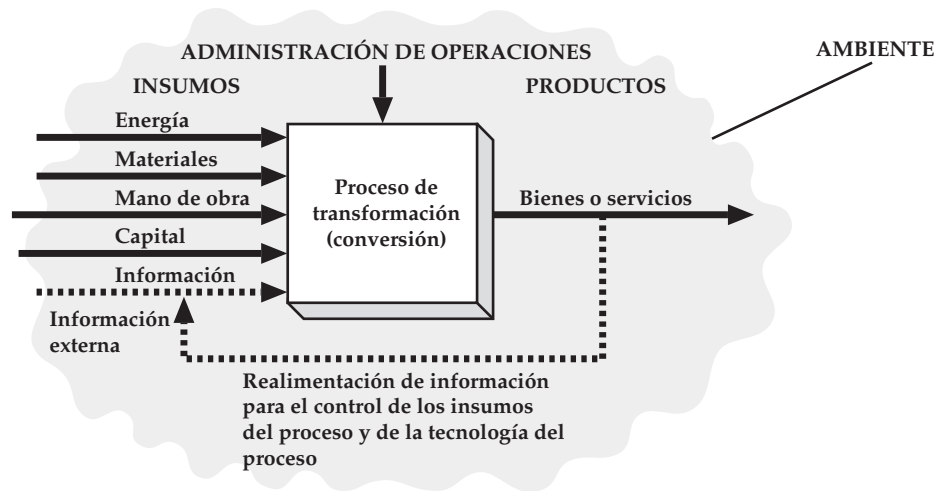 ADMINISTRACIÓN DE OPERACIONES
AMBIENTE
INSUMOS
PRODUCTOS
Energía
Materiales
Mano de obra
Capital
Información
Información
externa
Proceso de
transformación
(conversión)
Bienes o servicios
Realimentación de información
para el control de los insumos
del proceso y de la tecnología del
proceso